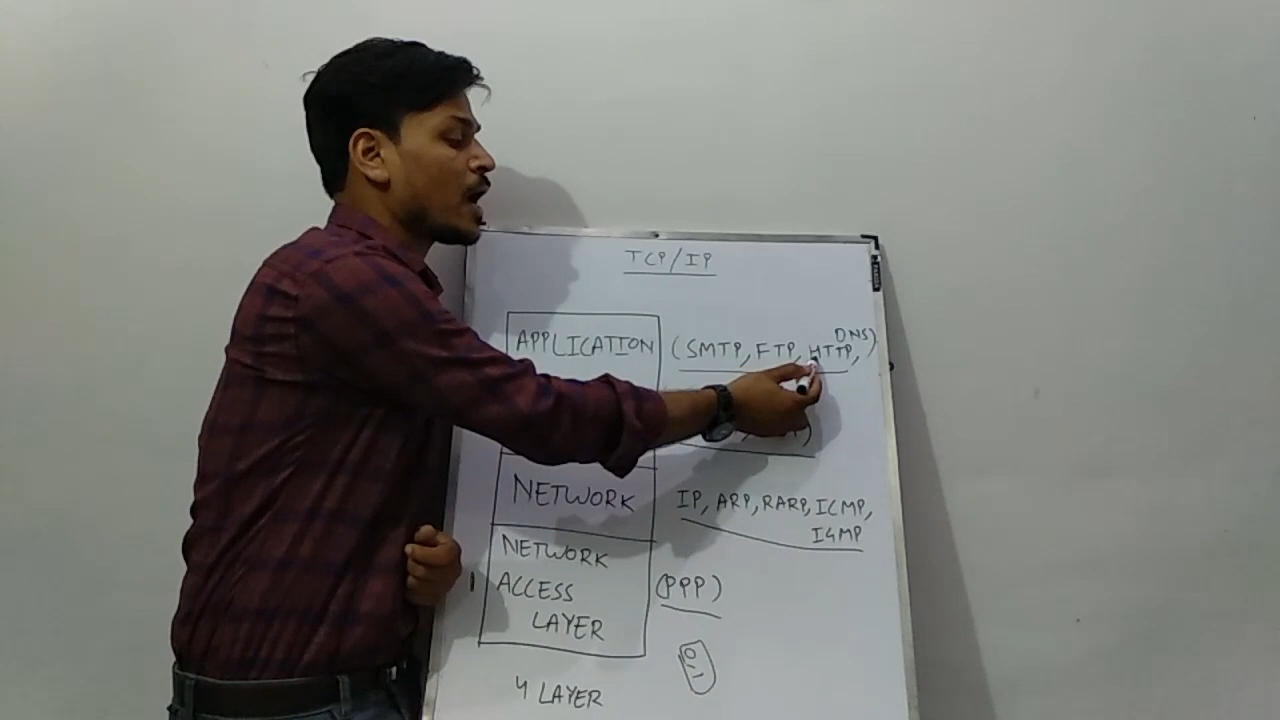 TCP/IP
APPLICATION
DNS
(SMTP, FTP, HTTP, )
NETWORK
IP, ARP, RARP, ICMP,
IGMP
NETWORK
ACCESS
LAYER
(PPP)
4 LAYER